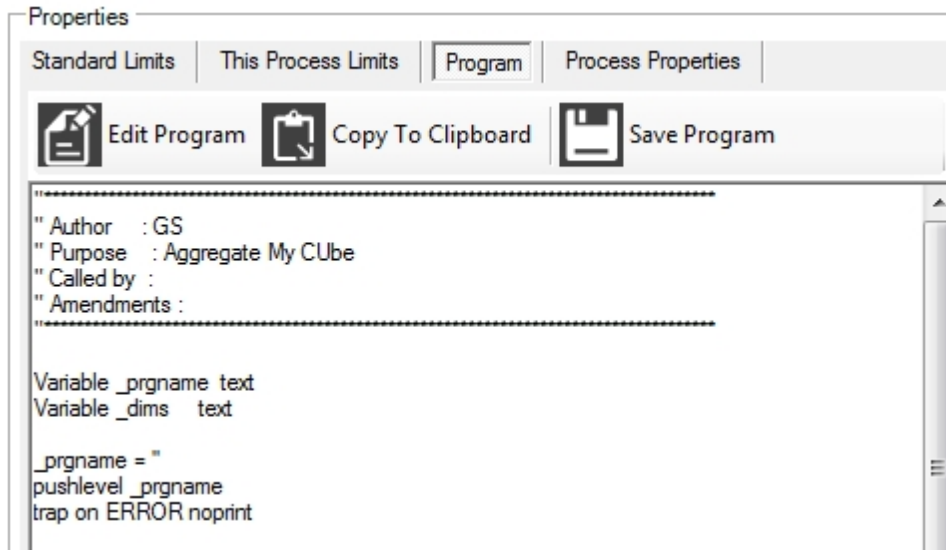 Properties
Standard Limits This Process Limits Program Process Properties
Edit Program Copy To Clipboard Save Program
"************************************************************************************
" Author : GS
" Purpose : Aggregate My CUbe
" Called by :
" Amendments :
"************************************************************************************
Variable _prgname text
Variable _dims text
_prgname = ''
pushlevel _prgname
trap on ERROR noprint